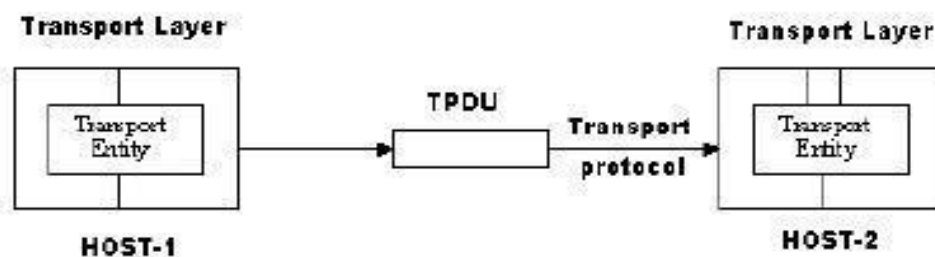 Transport Layer
Transport Layer
TPDU
Transport
Entity
Transport
protocol
Transport
Entity
HOST-1
HOST-2